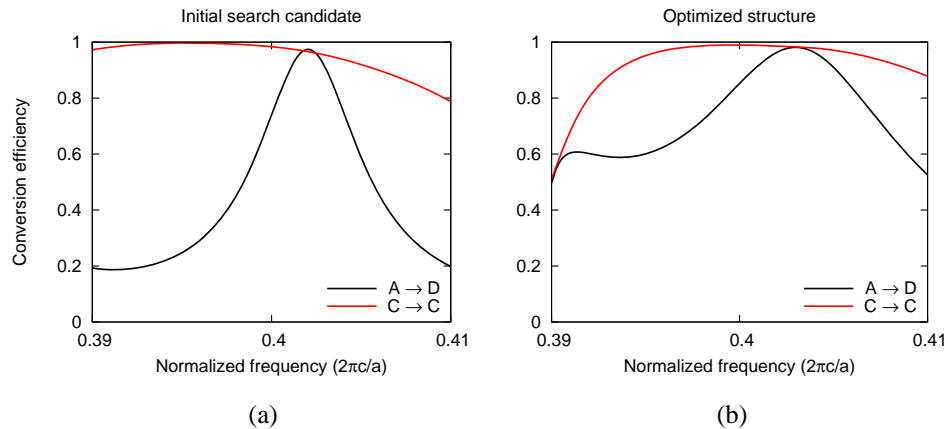 Initial search candidate
Optimized structure
Conversion efficiency
1
0.8
0.6
0.4
0.2
0
0.39
0.4
0.41
A → D
C → C
Normalized frequency (2πc/a)
(a)
1
0.8
0.6
0.4
0.2
0
0.39
0.4
0.41
A → D
C → C
Normalized frequency (2πc/a)
(b)